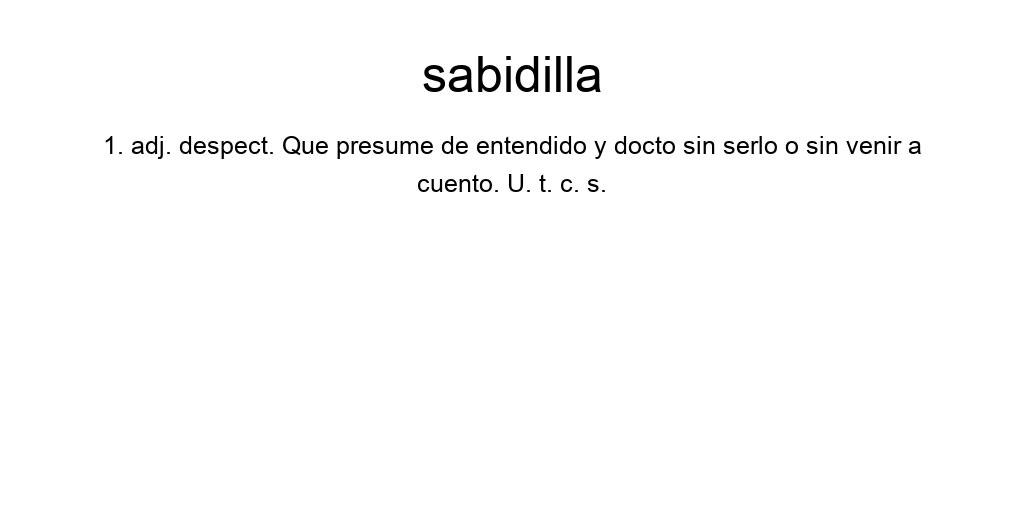 sabidilla
1. adj. despect. Que presume de entendido y docto sin serlo o sin venir a
cuento. U. t. c. s.